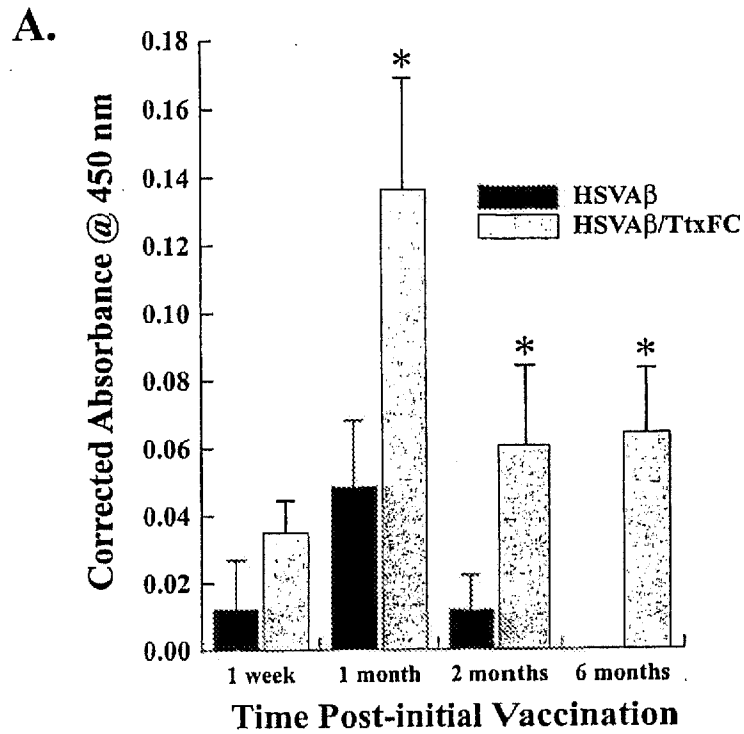 A.
Corrected Absorbance @ 450 nm
0.18
0.16
0.14
0.12
0.10
0.08
0.06
0.04
0.02
0.00
*
*
*
HSVAβ
HSVAβ/TtxFC
1 week
1 month
2 months
6 months
Time Post-initial Vaccination